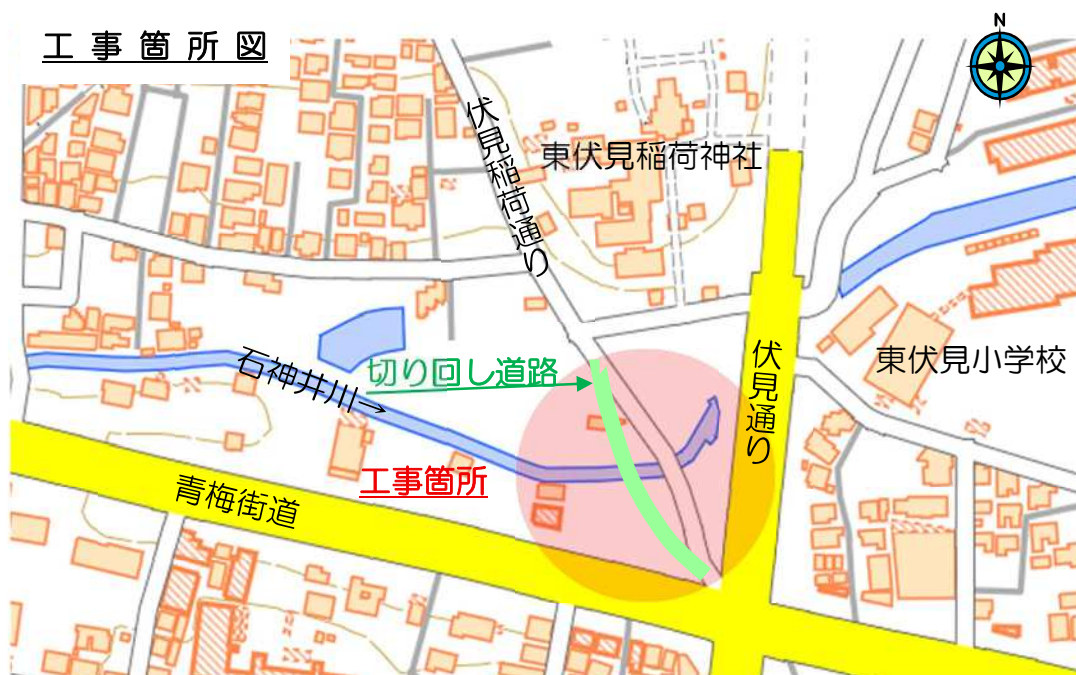 工事箇所図
N
伏見稲荷通り
東伏見稲荷神社
石神井川→
切り回し道路
伏見通り
東伏見小学校
工事箇所
青梅街道